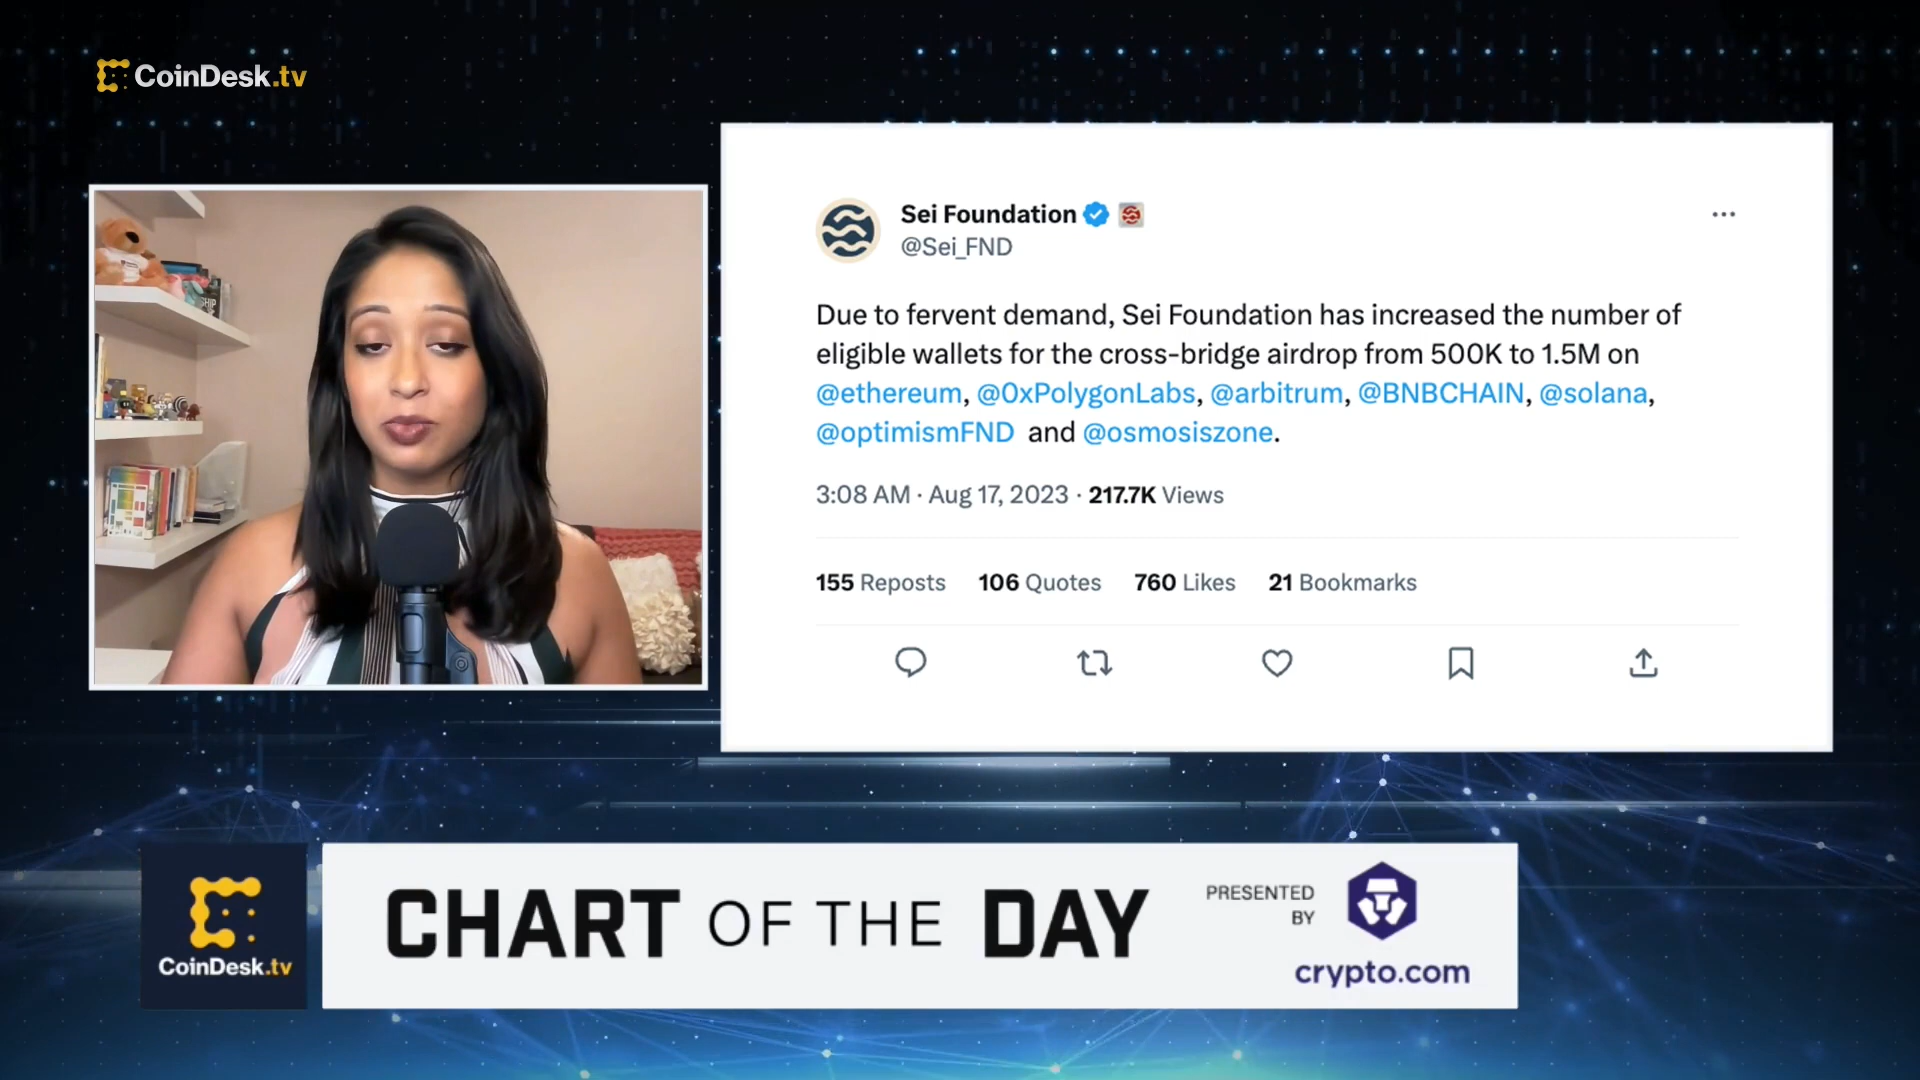 CoinDesk.tv
SHIP
Sei Foundation
@Sei_FND
Due to fervent demand, Sei Foundation has increased the number of
eligible wallets for the cross-bridge airdrop from 500K to 1.5M on
@ethereum, @0xPolygonLabs, @arbitrum, @BNBCHAIN, @solana,
@optimismFND and @osmosiszone.
3:08 AM · Aug 17, 2023 · 217.7K Views
155 Reposts 106 Quotes 760 Likes 21 Bookmarks
CoinDesk.tv
CHART OF THE DAY
PRESENTED
BY
crypto.com